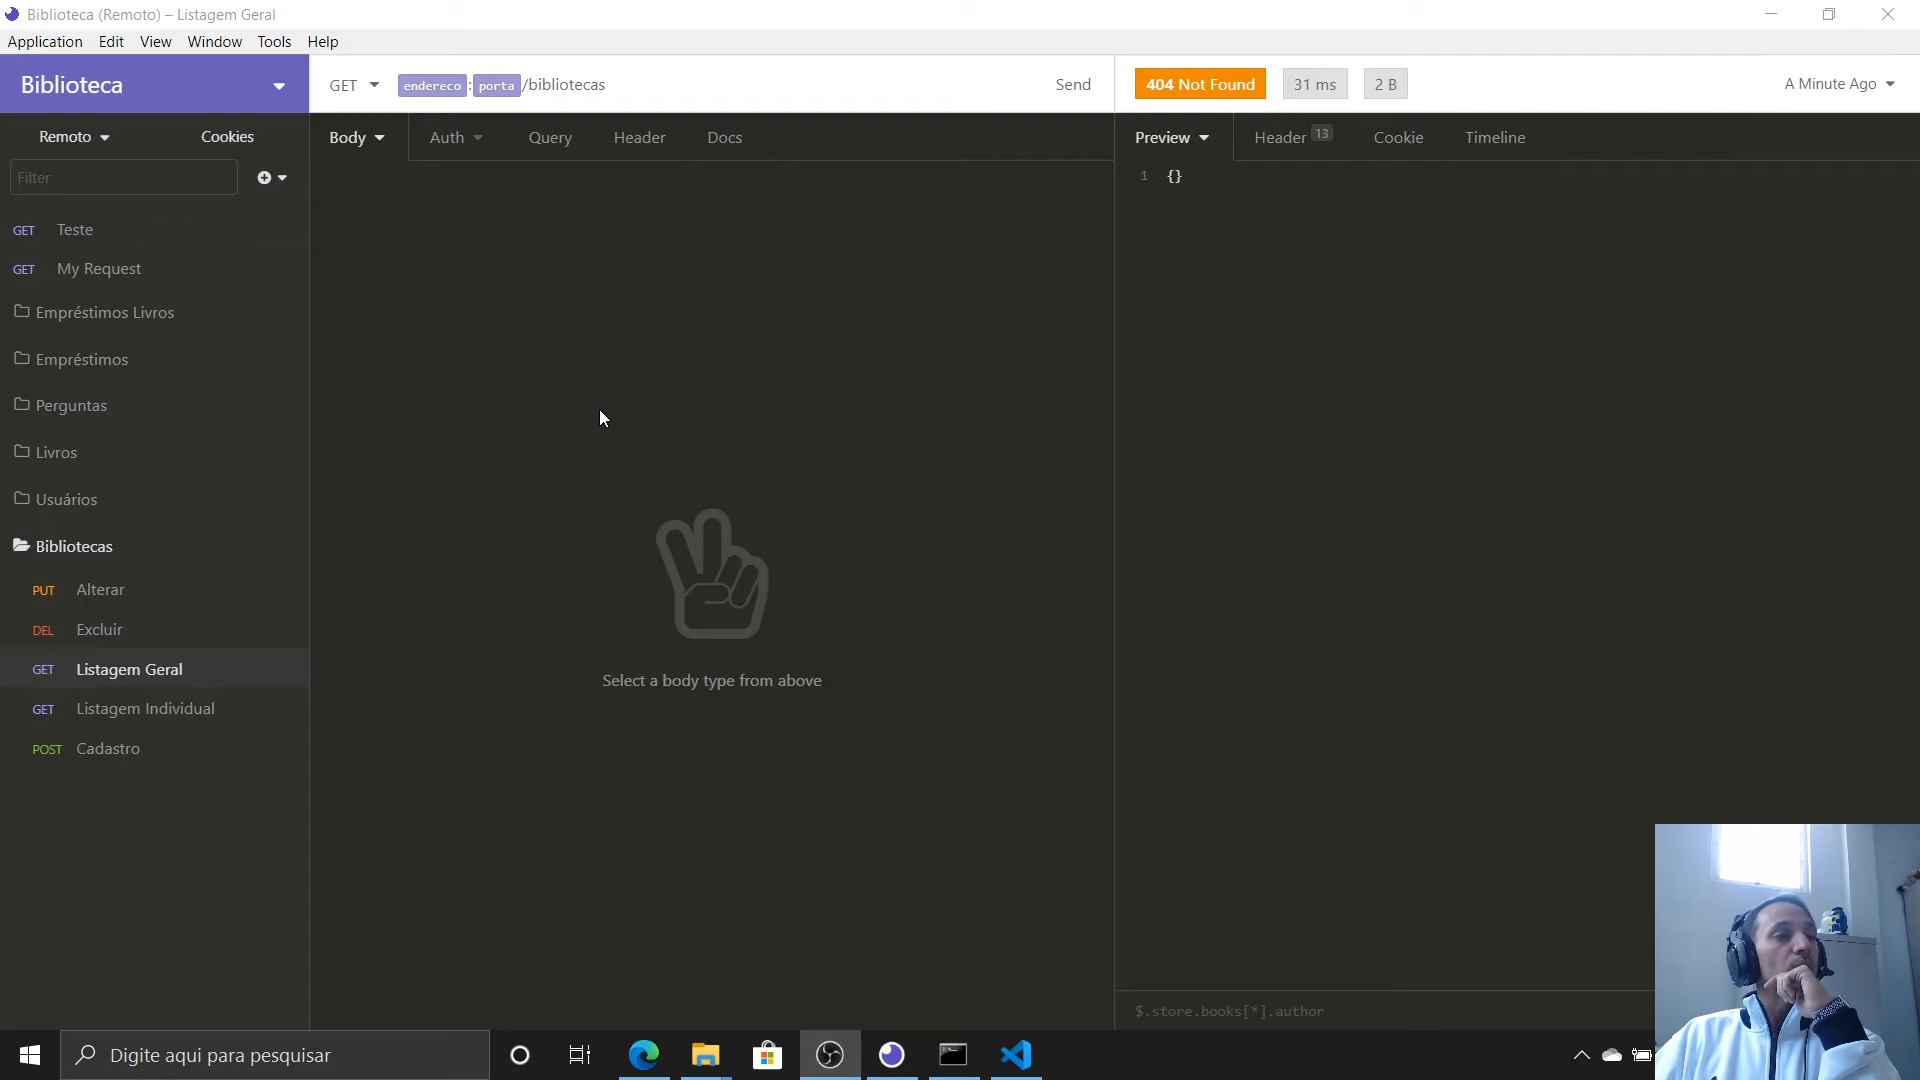 Biblioteca (Remoto) – Listagem Geral
Application Edit View Window Tools Help
Biblioteca
GET endereco:porta/bibliotecas Send
404 Not Found 31 ms 2 B A Minute Ago
Remoto Cookies
Body Auth Query Header Docs
Preview Header 13 Cookie Timeline
Filter
1 {}
GET Teste
GET My Request
Empréstimos Livros
Empréstimos
Perguntas
Livros
Usuários
Bibliotecas
PUT Alterar
DEL Excluir
GET Listagem Geral
GET Listagem Individual
POST Cadastro
Select a body type from above
$.store.books[*].author
Digite aqui para pesquisar